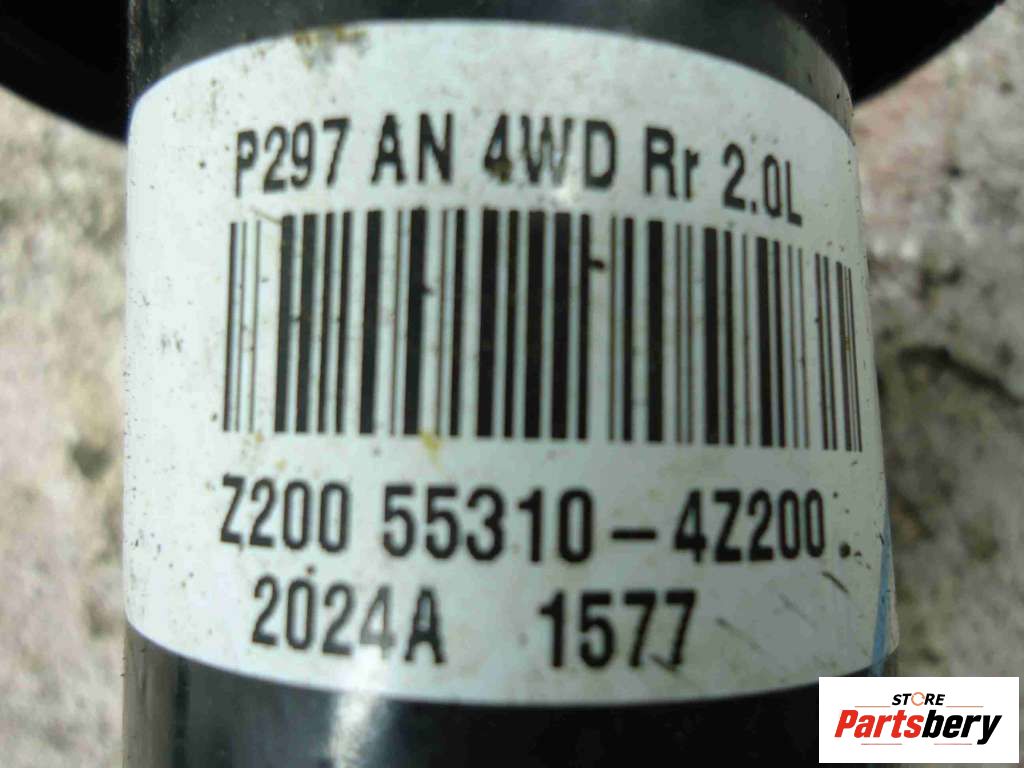 P297 AN 4WD Rr 2.0L
Z200 55310-4Z200.
2024A 1577
STORE
Partsbery